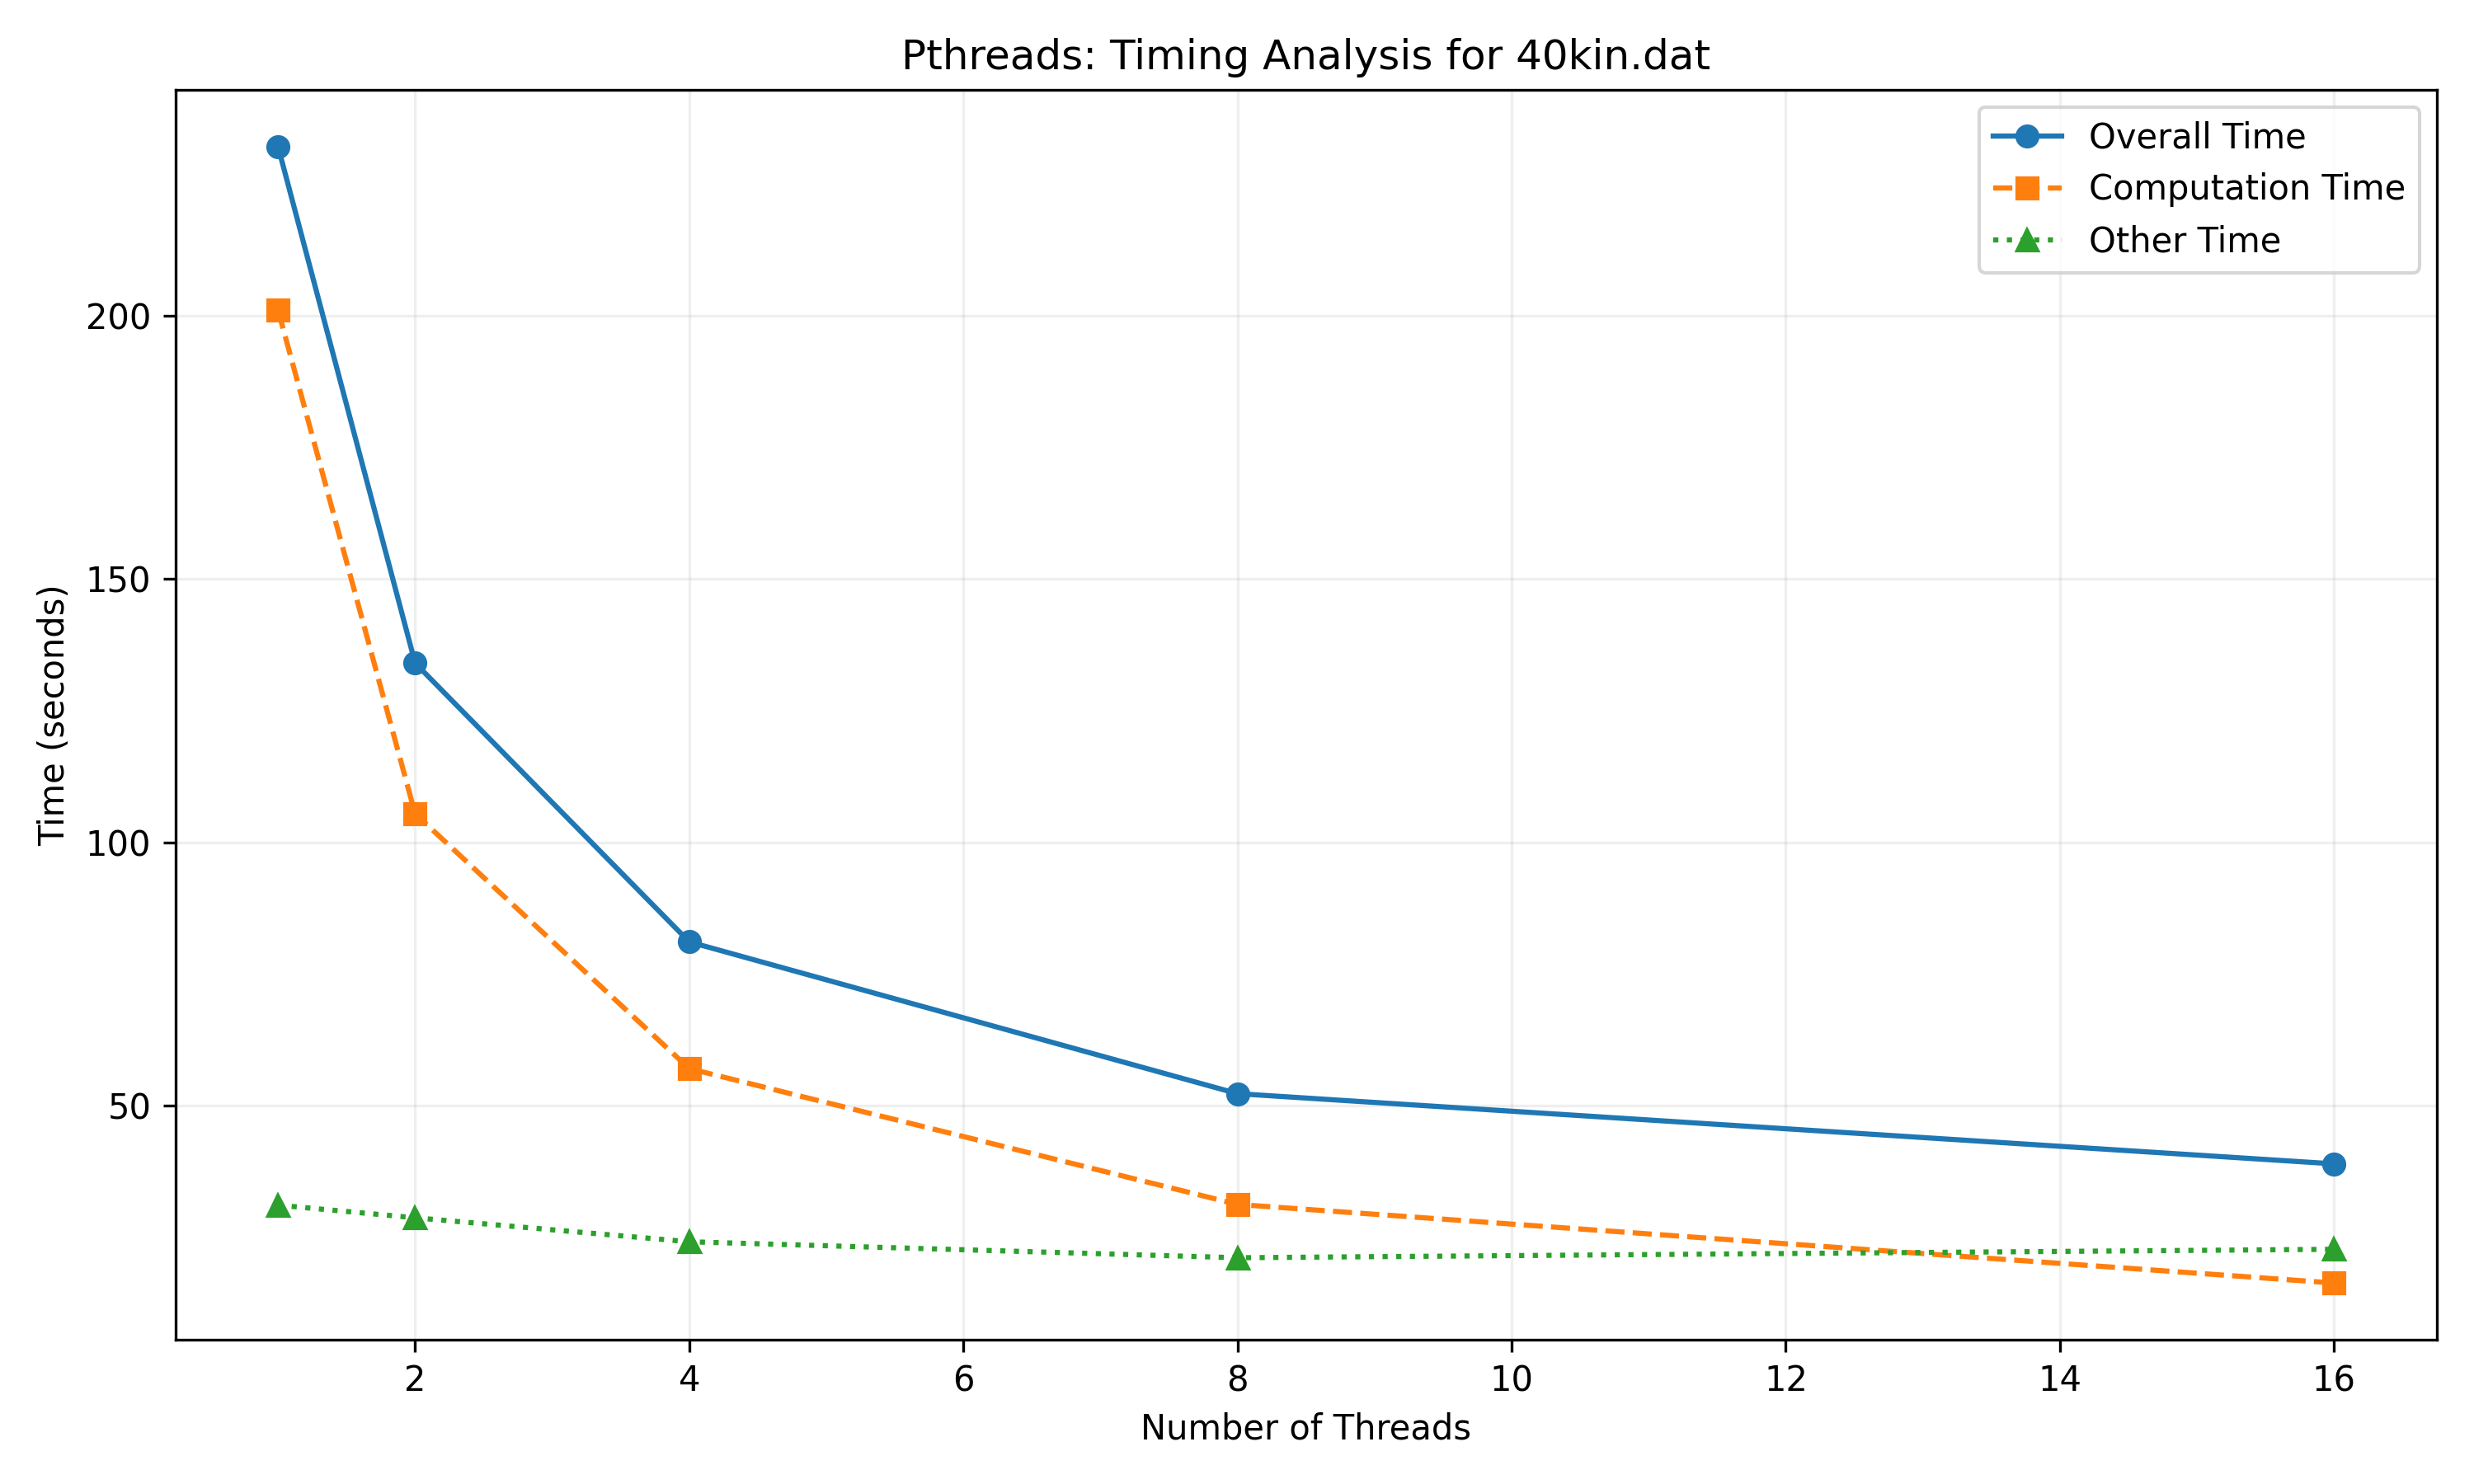 Pthreads: Timing Analysis for 40kin.dat
Overall Time
Computation Time
Other Time
Time (seconds)
200
150
100
50
2 4 6 8 10 12 14 16
Number of Threads